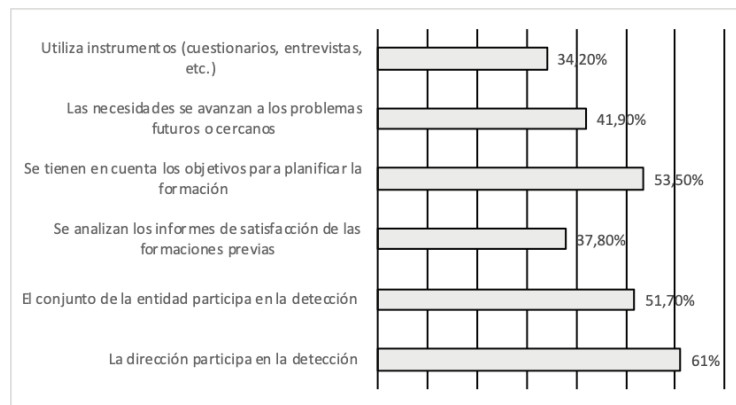 Utiliza instrumentos (cuestionarios, entrevistas,
etc.)
34,20%
Las necesidades se avanzan a los problemas
futuros o cercanos
41,90%
Se tienen en cuenta los objetivos para planificar la
formación
53,50%
Se analizan los informes de satisfacción de las
formaciones previas
37,80%
El conjunto de la entidad participa en la detección
51,70%
La dirección participa en la detección
61%